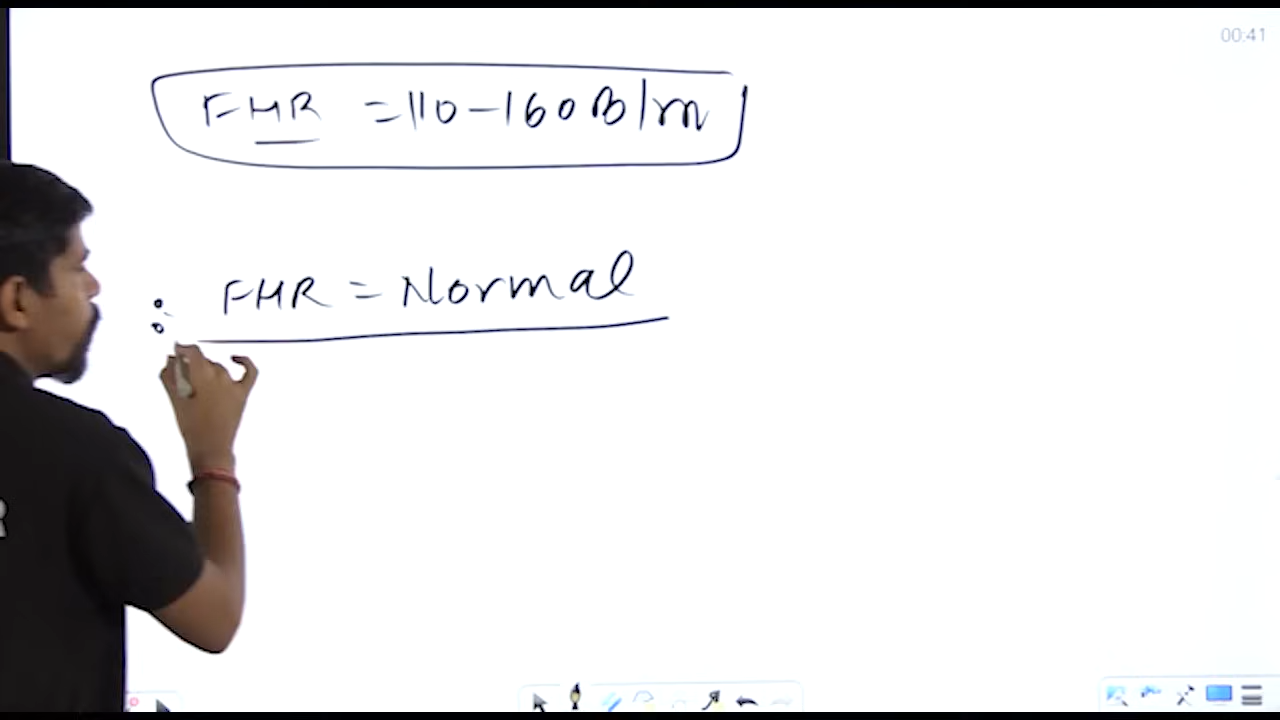 00:41
FHR = 110-160 B/m
FHR = Normal
R